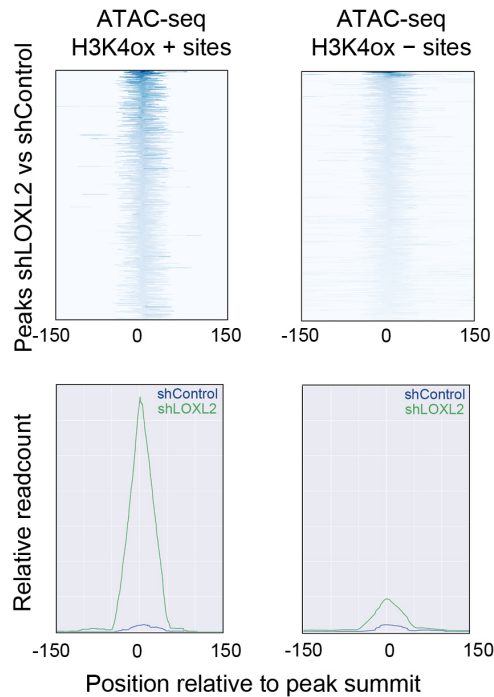 ATAC-seq
H3K4ox + sites
ATAC-seq
H3K4ox − sites
Peaks shLOXL2 vs shControl
-150 0 150
-150 0 150
shControl
shLOXL2
shControl
shLOXL2
Relative readcount
-150 0 150
-150 0 150
Position relative to peak summit